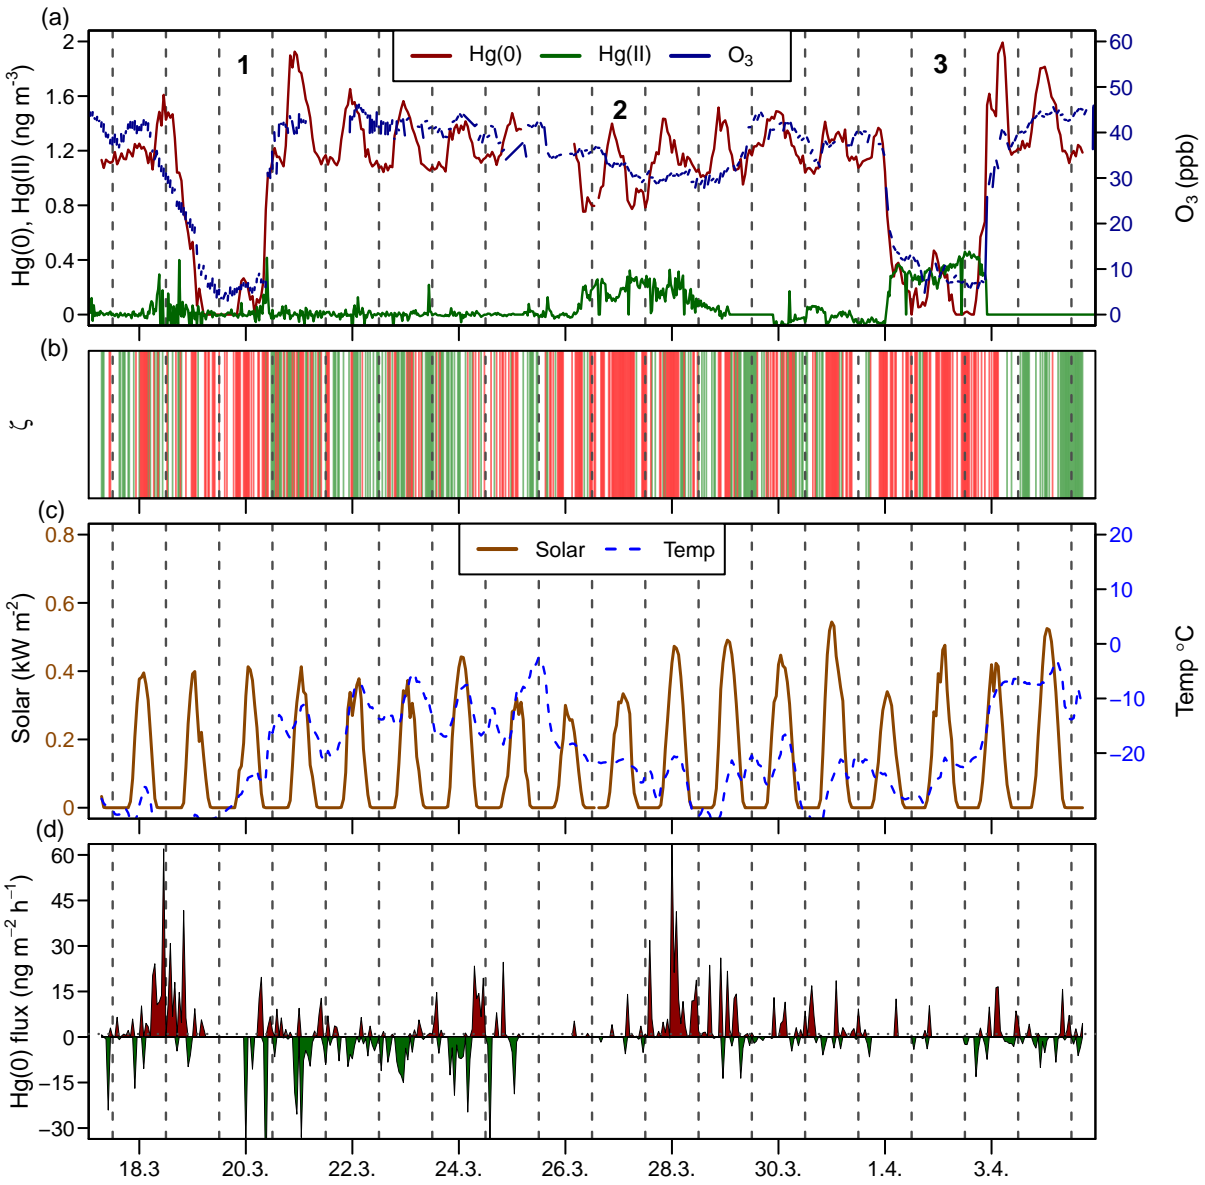 (a)
Hg(0) Hg(II) O3
1
2
3
Hg(0), Hg(II) (ng m-3)
2
1.6
1.2
0.8
0.4
0
60
50
40
30
20
10
0
O3 (ppb)
(b)
ζ
(c)
Solar Temp
Solar (kW m-2)
0.8
0.6
0.4
0.2
0
20
10
0
−10
−20
Temp °C
(d)
Hg(0) flux (ng m−2 h−1)
60
45
30
15
0
−15
−30
18.3 20.3. 22.3. 24.3. 26.3. 28.3. 30.3. 1.4. 3.4.